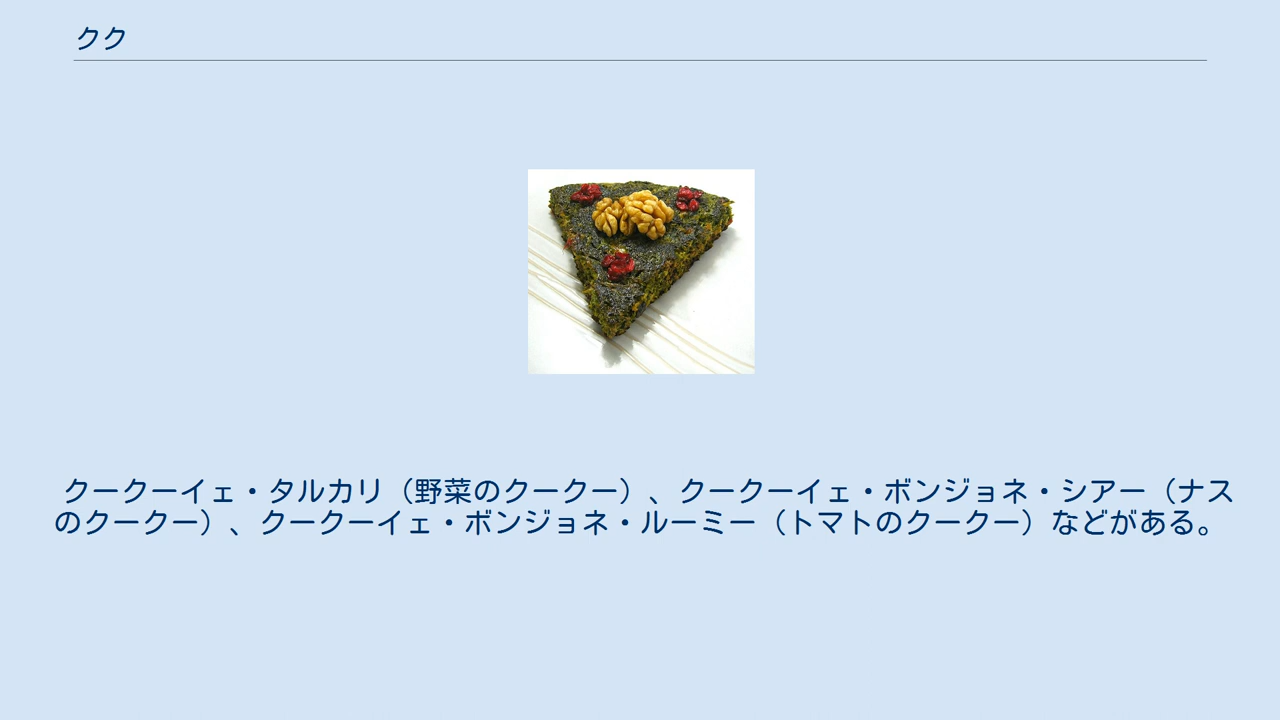 クク
クークーイェ・タルカリ（野菜のクークー）、クークーイェ・ボンジョネ・シアー（ナス
のクークー）、クークーイェ・ボンジョネ・ルーミー（トマトのクークー）などがある。